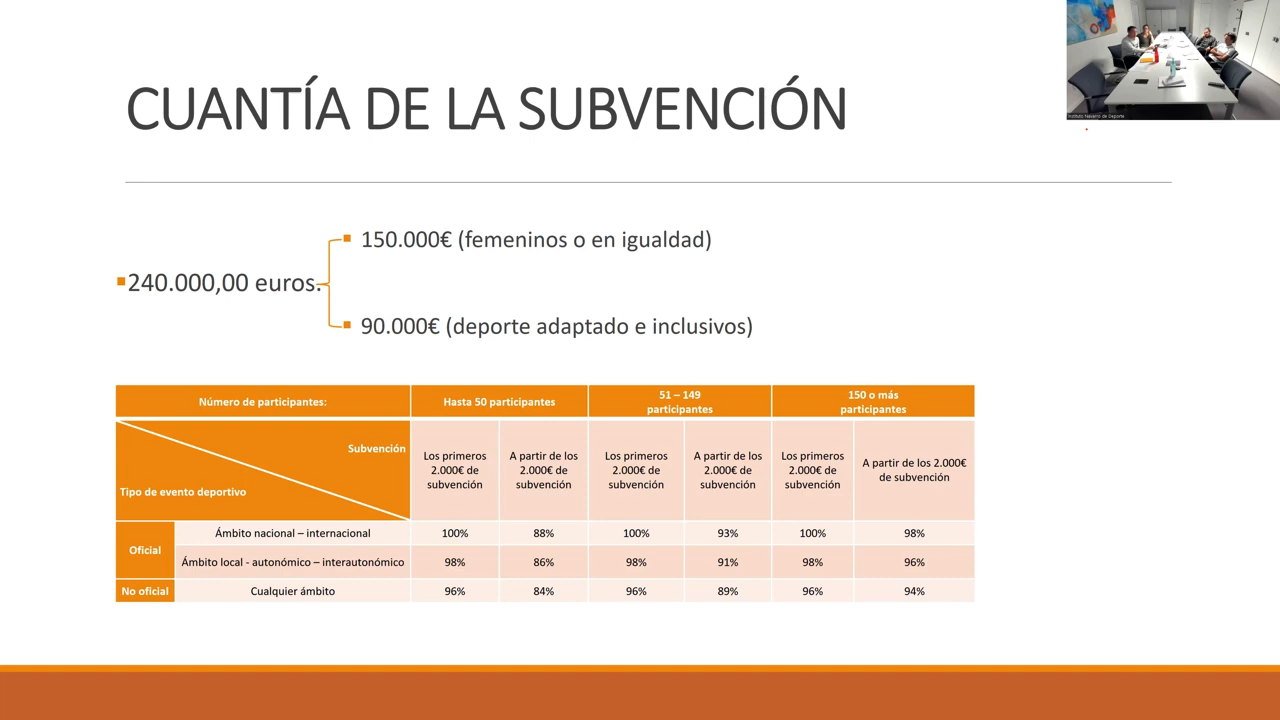 CUANTÍA DE LA SUBVENCIÓN
Instituto Navarro de Deporte
150.000€ (femeninos o en igualdad)
240.000,00 euros.
90.000€ (deporte adaptado e inclusivos)
Número de participantes:
Hasta 50 participantes
51 – 149
participantes
150 o más
participantes
Subvención
Tipo de evento deportivo
Los primeros
2.000€ de
subvención
A partir de los
2.000€ de
subvención
Los primeros
2.000€ de
subvención
A partir de los
2.000€ de
subvención
Los primeros
2.000€ de
subvención
A partir de los 2.000€
de subvención
Oficial
Ámbito nacional – internacional
100%
88%
100%
93%
100%
98%
Ámbito local - autonómico – interautonómico
98%
86%
98%
91%
98%
96%
No oficial
Cualquier ámbito
96%
84%
96%
89%
96%
94%